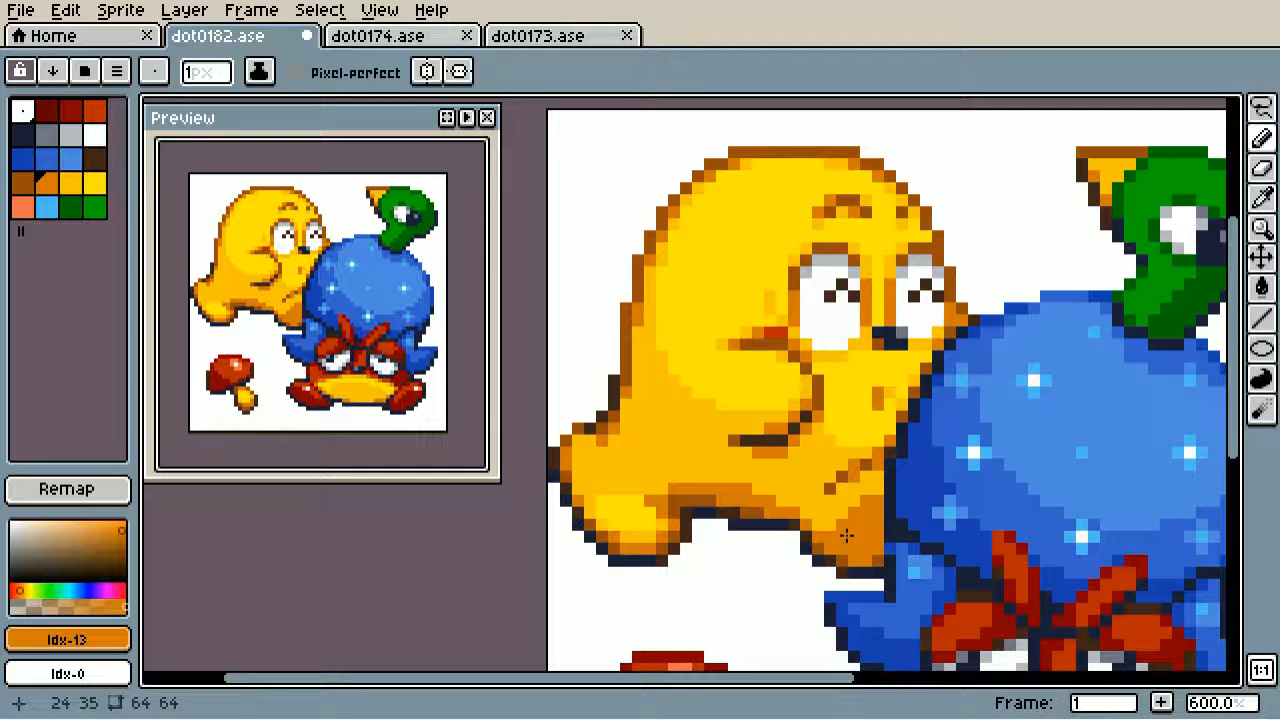 File Edit Sprite Layer Frame Select View Help
Home dot0182.ase dot0174.ase dot0173.ase
1px Pixel-perfect
Preview
Remap
Idx-13
Idx-0
24 35 64 64 Frame: 1 600.0%
1:1